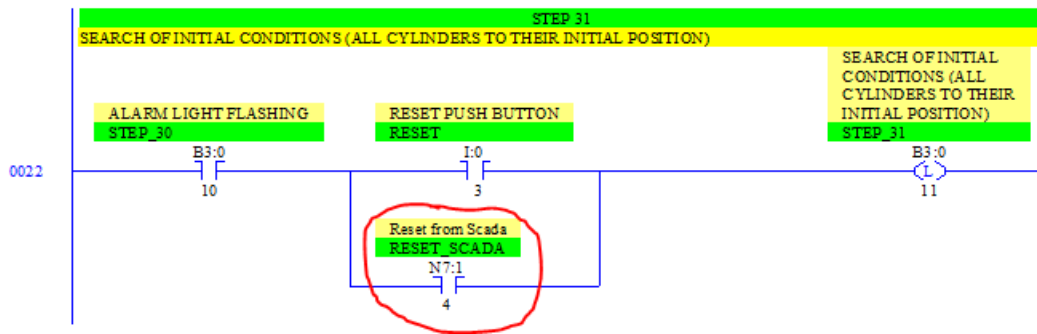 STEP 31
SEARCH OF INITIAL CONDITIONS (ALL CYLINDERS TO THEIR INITIAL POSITION)
SEARCH OF INITIAL
CONDITIONS (ALL
CYLINDERS TO THEIR
INITIAL POSITION)
STEP_31
ALARM LIGHT FLASHING
STEP_30
RESET PUSH BUTTON
RESET
B3:0
I:0
B3:0
0022
L
10
3
11
Reset from Scada
RESET_SCADA
N7:1
4